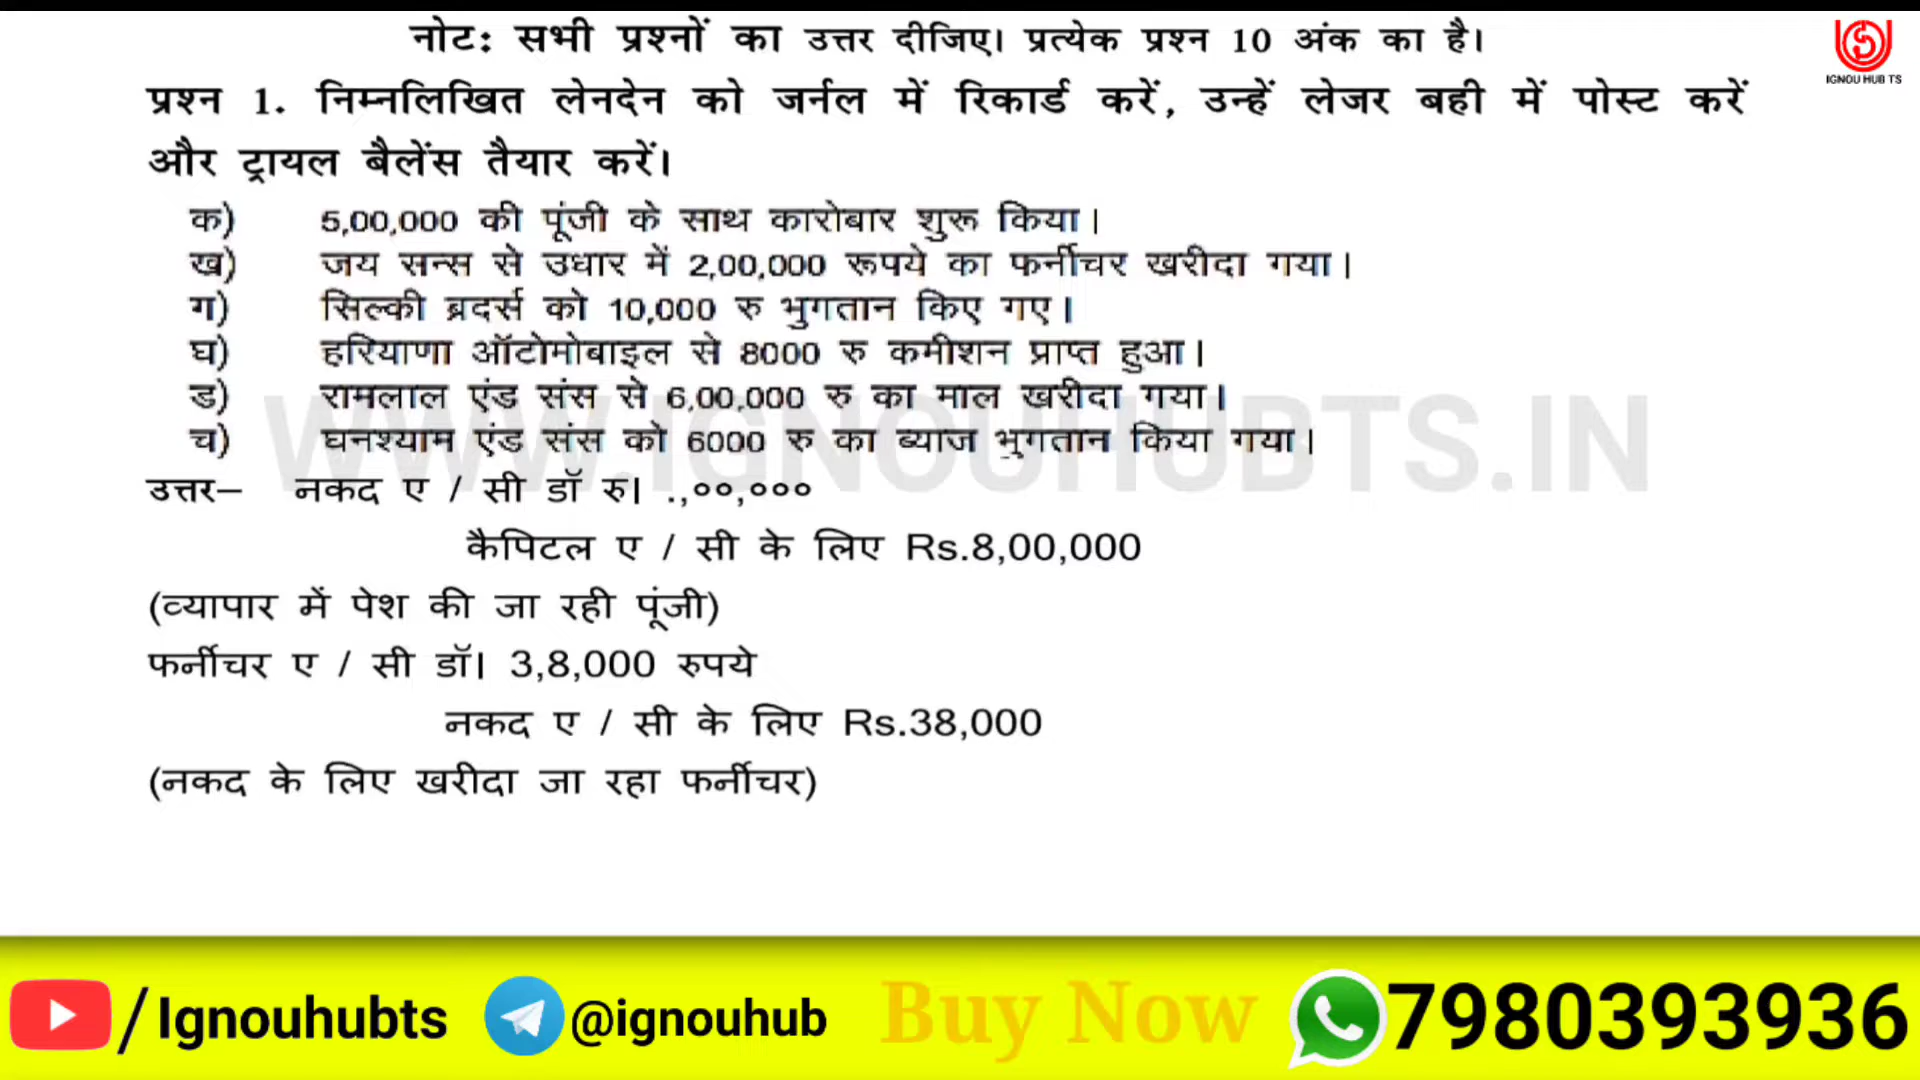 नोट: सभी प्रश्नों का उत्तर दीजिए। प्रत्येक प्रश्न 10 अंक का है।
IGNOU HUB TS
प्रश्न 1. निम्नलिखित लेनदेन को जर्नल में रिकार्ड करें, उन्हें लेजर बही में पोस्ट करें
और ट्रायल बैलेंस तैयार करें।
क) 5,00,000 की पूंजी के साथ कारोबार शुरू किया।
ख) जय सन्स से उधार में 2,00,000 रूपये का फर्नीचर खरीदा गया।
ग) सिल्की ब्रदर्स को 10,000 रु भुगतान किए गए।
घ) हरियाणा ऑटोमोबाइल से 8000 रु कमीशन प्राप्त हुआ।
ड) रामलाल एंड संस से 6,00,000 रु का माल खरीदा गया।
च) घनश्याम एंड संस को 6000 रु का ब्याज भुगतान किया गया।
WWW.IGNOUHUBTS.IN
उत्तर– नकद ए / सी डॉ रु। .,००,०००
कैपिटल ए / सी के लिए Rs.8,00,000
(व्यापार में पेश की जा रही पूंजी)
फर्नीचर ए / सी डॉ। 3,8,000 रुपये
नकद ए / सी के लिए Rs.38,000
(नकद के लिए खरीदा जा रहा फर्नीचर)
/Ignouhubts @ignouhub Buy Now 7980393936